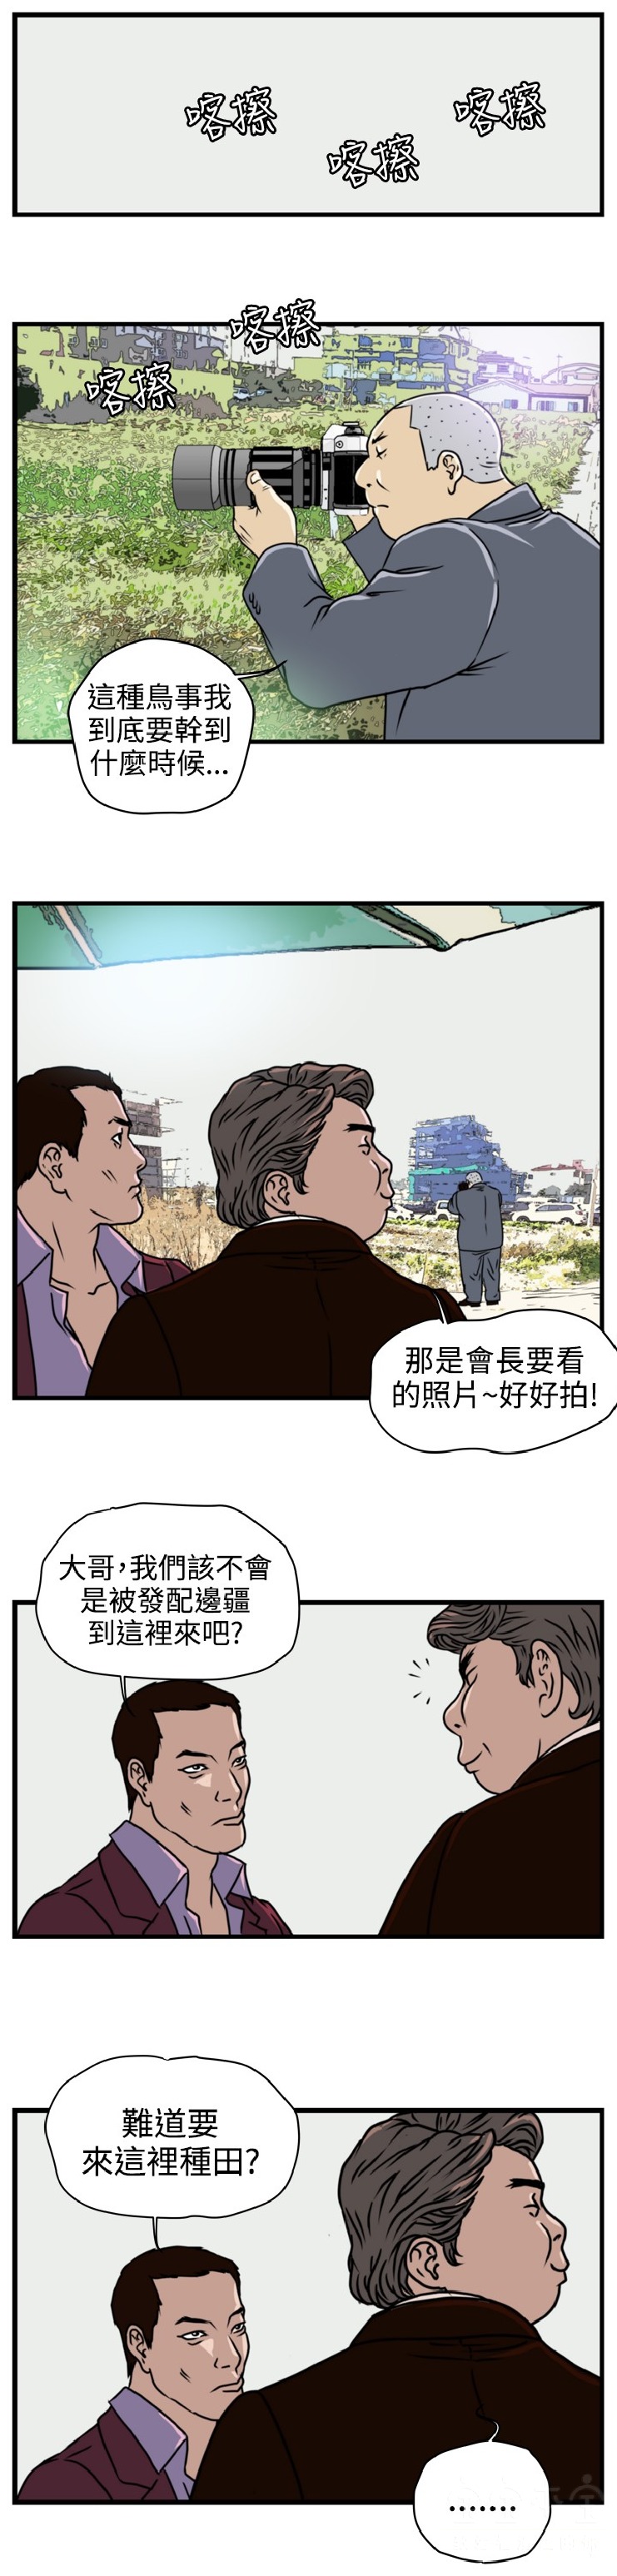 喀擦
喀擦
喀擦
喀擦
喀擦
這種鳥事我
到底要幹到
什麼時候...
那是會長要看
的照片~好好拍!
大哥,我們該不會
是被發配邊疆
到這裡來吧?
難道要
來這裡種田?
.......